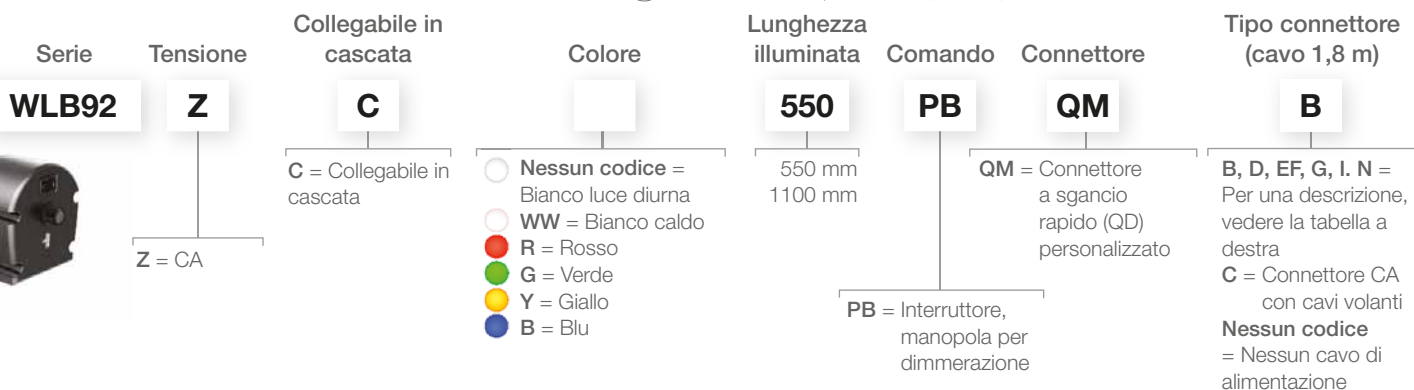 Serie
WLB92
Tensione
Z
Z = CA
Collegabile in
cascata
C
C = Collegabile in
cascata
Colore
Nessun codice =
Bianco luce diurna
WW = Bianco caldo
R = Rosso
G = Verde
Y = Giallo
B = Blu
Lunghezza
illuminata
550
550 mm
1100 mm
Comando
PB
PB = Interruttore,
manopola per
dimmerazione
Connettore
QM
QM = Connettore
a sgancio
rapido (QD)
personalizzato
Tipo connettore
(cavo 1,8 m)
B
B, D, EF, G, I. N =
Per una descrizione,
vedere la tabella a
destra
C = Connettore CA
con cavi volanti
Nessun codice
= Nessun cavo di
alimentazione